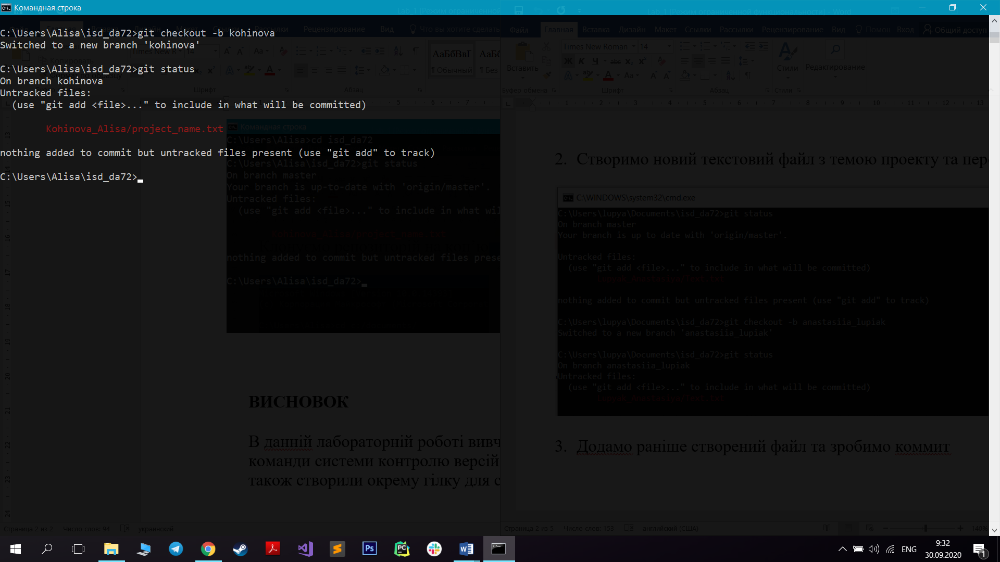 Командная строка
C:\Users\Alisa\isd_da72>git checkout -b kohinova
Switched to a new branch 'kohinova'
C:\Users\Alisa\isd_da72>git status
On branch kohinova
Untracked files:
(use "git add <file>..." to include in what will be committed)
Kohinova_Alisa/project_name.txt
nothing added to commit but untracked files present (use "git add" to track)
C:\Users\Alisa\isd_da72>
Командная строка
C:\Users\Alisa>cd isd_da72
C:\Users\Alisa\isd_da72>git status
On branch master
Your branch is up-to-date with 'origin/master'.
Untracked files:
(use "git add <file>..." to include in what wil
Kohinova_Alisa/project_name.txt
nothing added to commit but untracked files prese
C:\Users\Alisa\isd_da72>
ВИСНОВОК
В данній лабораторній роботі вивч
команди системи контролю версій
також створили окрему гілку для с
Страница 2 из 2 Число слов: 94 украинский
Lab_1 [Режим ограниченной функциональности] - Word
Файл Главная Вставка Дизайн Макет Ссылки Рассылки Рецензирование Вид Помощ Вход Общий доступ
Times New Roman 14
Вставить
Стили
Редактирование
Буфер обмена Шрифт Абзац Стили
2. Створимо новий текстовий файл з темою проекту та пер
C:\WINDOWS\system32\cmd.exe
C:\Users\lupya\Documents\isd_da72>git status
On branch master
Your branch is up to date with 'origin/master'.
Untracked files:
(use "git add <file>..." to include in what will be committed)
Lupyak_Anastasiya/Text.txt
nothing added to commit but untracked files present (use "git add" to track)
C:\Users\lupya\Documents\isd_da72>git checkout -b anastasiia_lupiak
Switched to a new branch 'anastasiia_lupiak'
C:\Users\lupya\Documents\isd_da72>git status
On branch anastasiia_lupiak
Untracked files:
(use "git add <file>..." to include in what will be committed)
Lupyak_Anastasiya/Text.txt
3. Додамо раніше створений файл та зробимо коммит
Страница 2 из 5 Число слов: 153 английский (США) 140%
ENG
9:32
30.09.2020
1